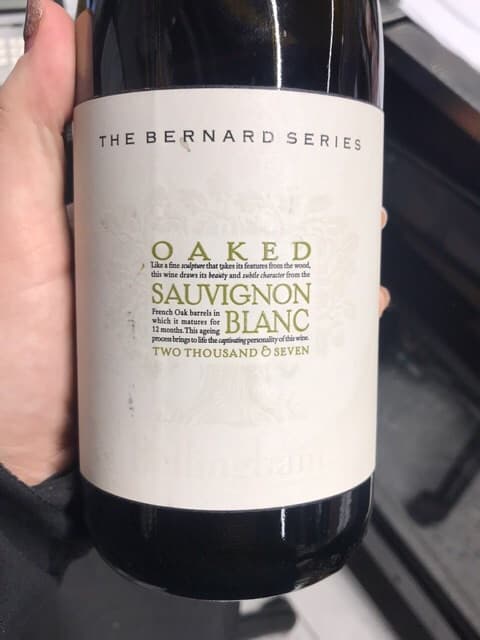 THE BERNARD SERIES
OAKED
Like a fine sculpture that takes its features from the wood,
this wine draws its beauty and subtle character from the
SAUVIGNON
French Oak barrels in
which it matures for
12 months. This ageing
BLANC
process brings to life the captivating personality of this wine.
TWO THOUSAND & SEVEN
Bellingham